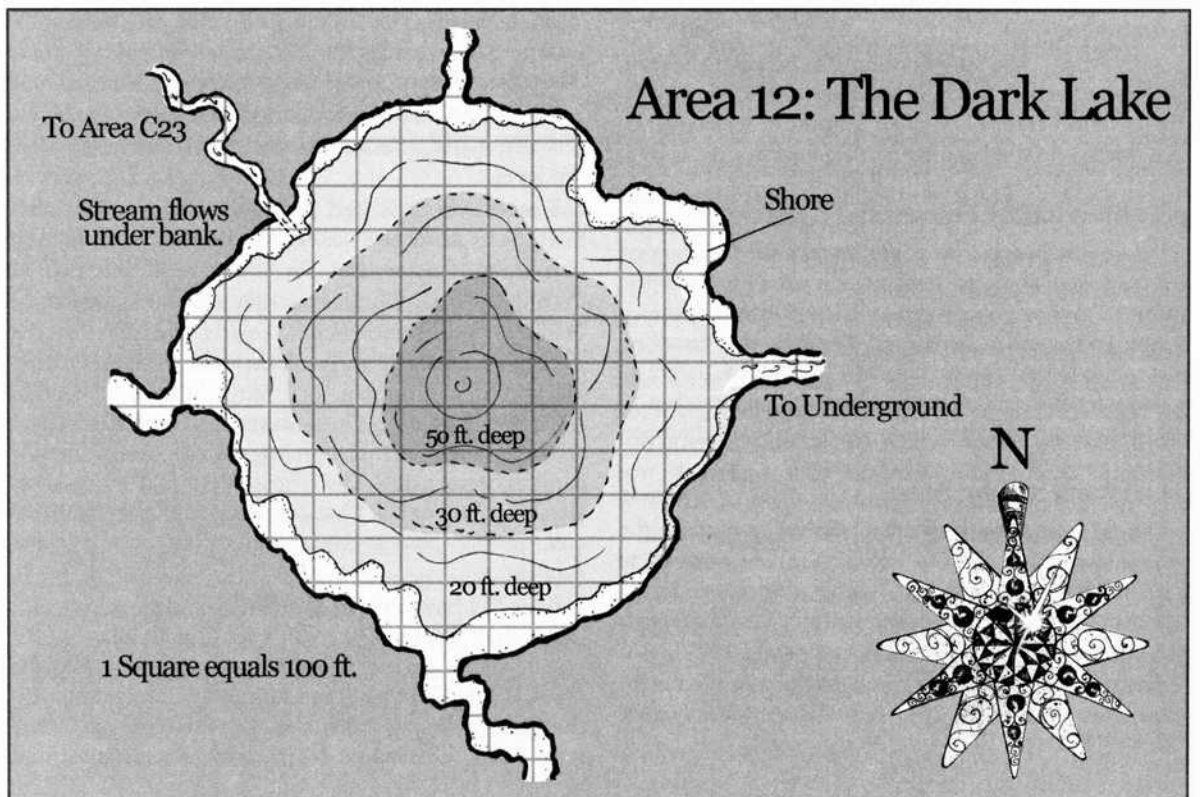 Area 12: The Dark Lake
To Area C23
Stream flows
under bank.
Shore
To Underground
50 ft. deep
30 ft. deep
20 ft. deep
N
1 Square equals 100 ft.